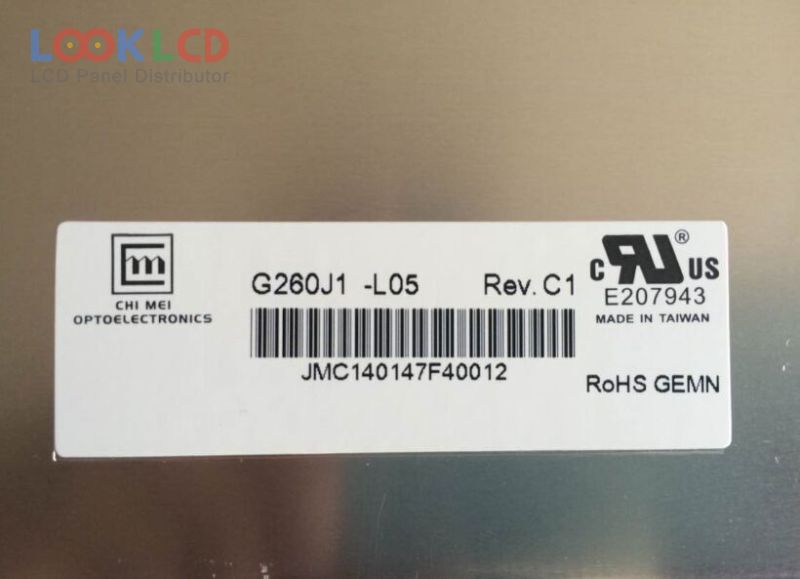 LOOKLCD
LCD Panel Distributor
CHI MEI
OPTOELECTRONICS
G260J1 -L05 Rev. C1
JMC140147F40012
C RU US ®
E207943
MADE IN TAIWAN
RoHS GEMN